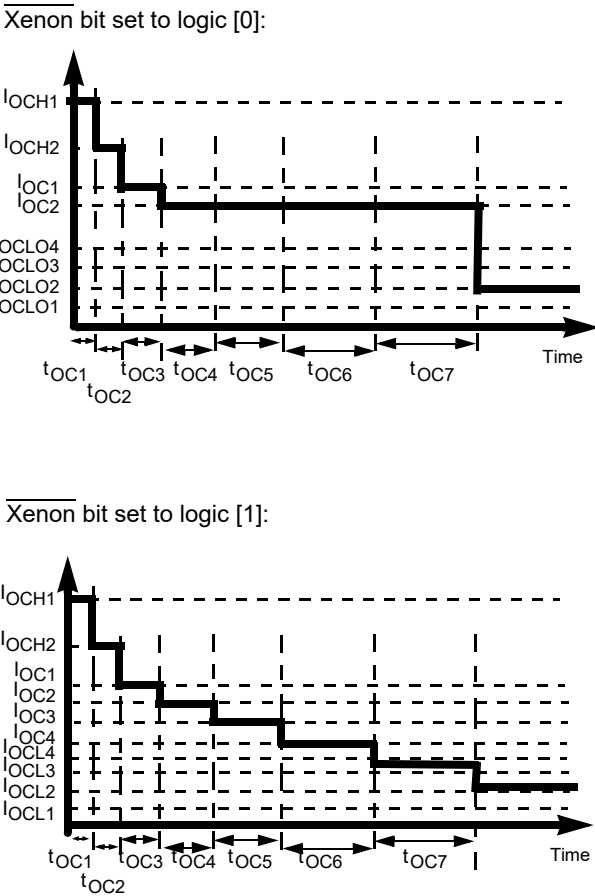 Xenon bit set to logic [0]:
IOCH1
IOCH2
IOC1
IOC2
OCLO4
OCLO3
OCLO2
OCLO1
Time
tOC1
tOC2
tOC3
tOC4
tOC5
tOC6
tOC7
Xenon bit set to logic [1]:
IOCH1
IOCH2
IOC1
IOC2
IOC3
IOC4
IOCL4
IOCL3
IOCL2
IOCL1
Time
tOC1
tOC2
tOC3
tOC4
tOC5
tOC6
tOC7